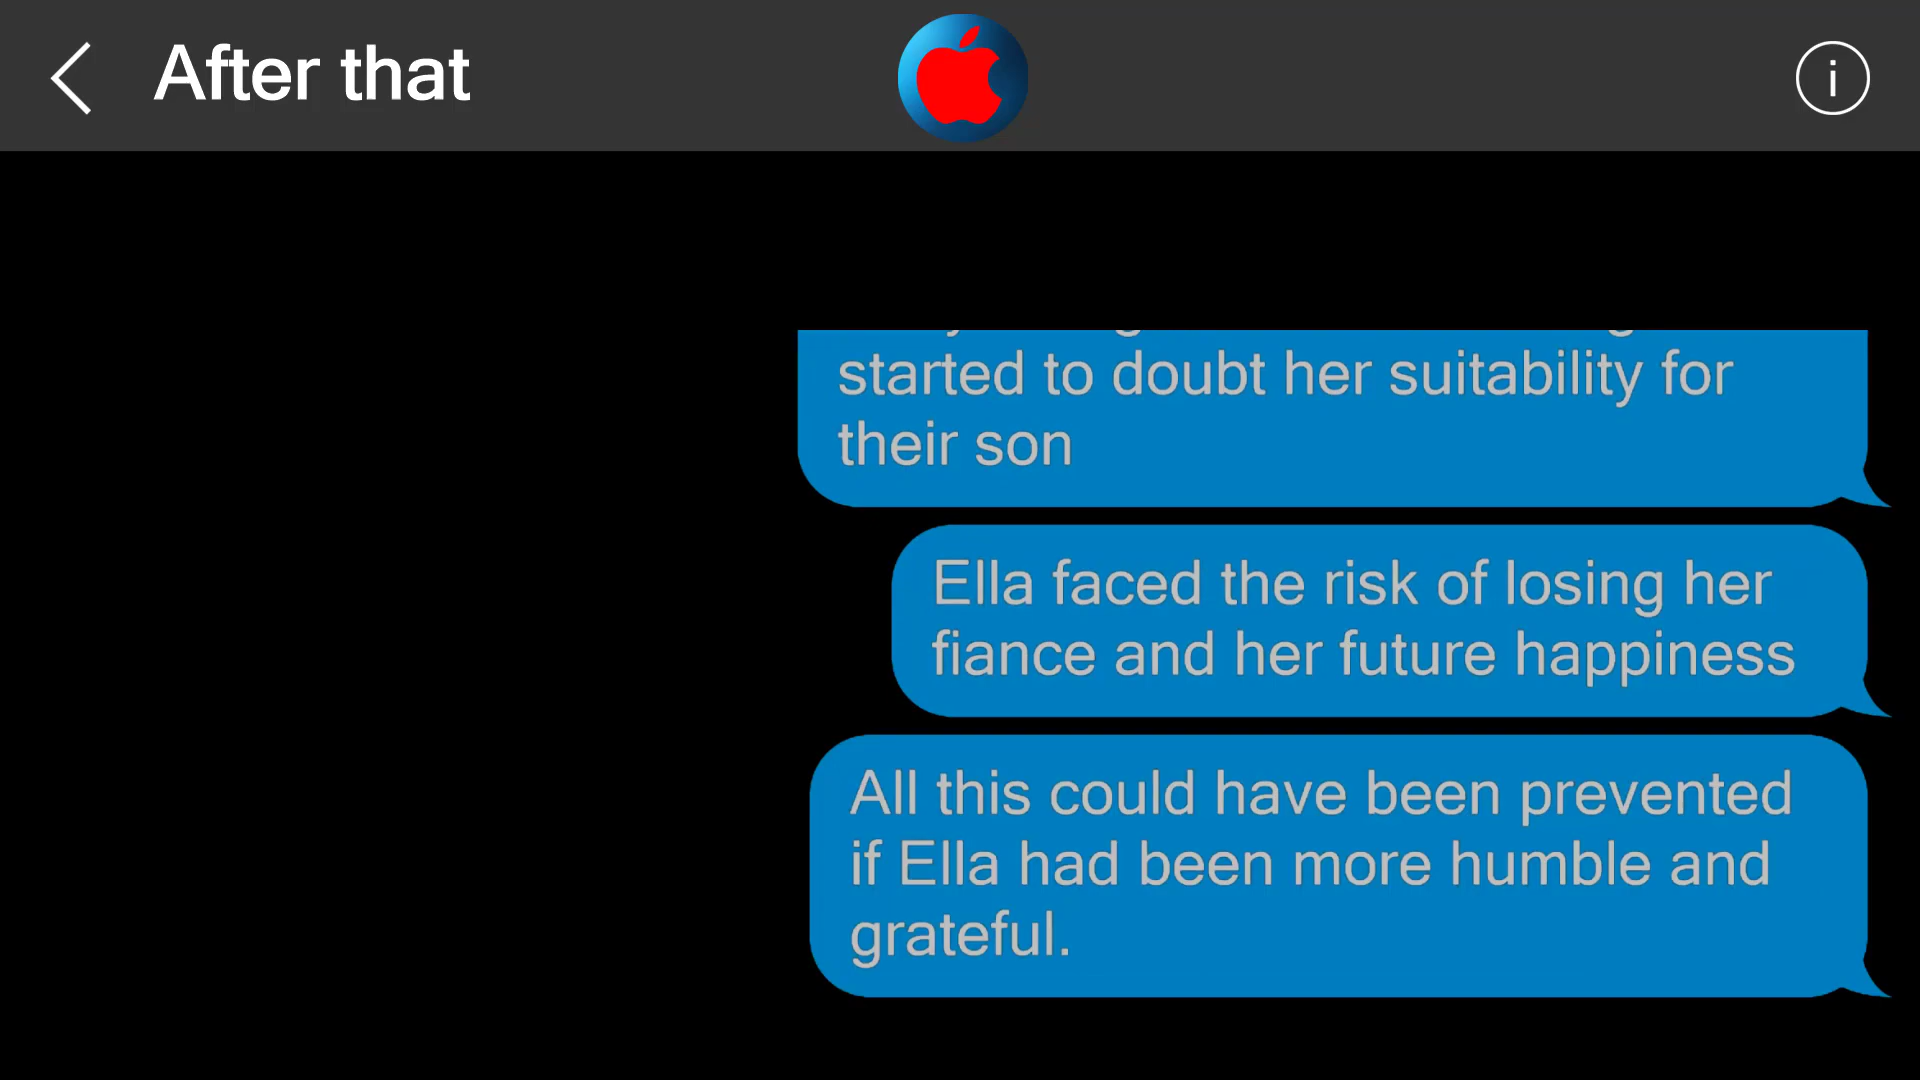 After that
i
started to doubt her suitability for
their son
Ella faced the risk of losing her
fiance and her future happiness
All this could have been prevented
if Ella had been more humble and
grateful.